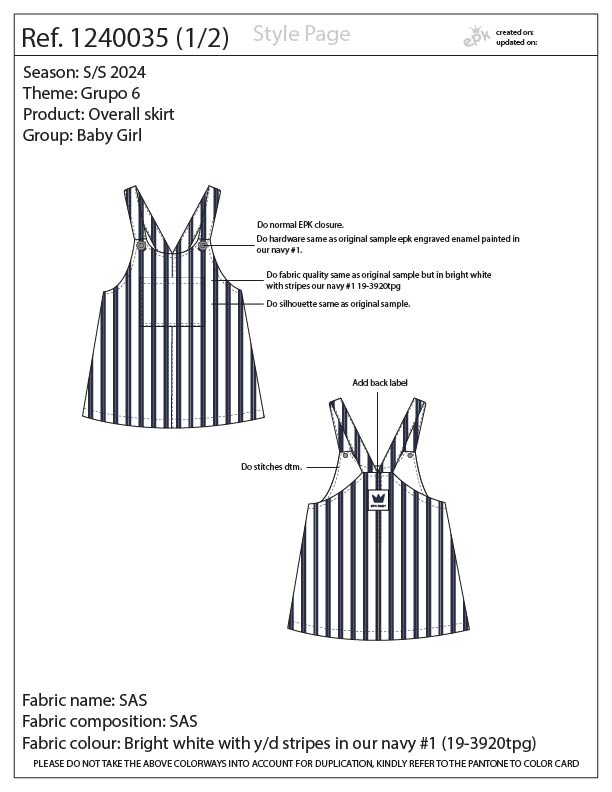 Ref. 1240035 (1/2)
Style Page
epk
created on:
updated on:
Season: S/S 2024
Theme: Grupo 6
Product: Overall skirt
Group: Baby Girl
Do normal EPK closure.
Do hardware same as original sample epk engraved enamel painted in
our navy #1.
Do fabric quality same as original sample but in bright white
with stripes our navy #1 19-3920tpg
Do silhouette same as original sample.
Add back label
Do stitches dtm.
EPK BABY
Fabric name: SAS
Fabric composition: SAS
Fabric colour: Bright white with y/d stripes in our navy #1 (19-3920tpg)
PLEASE DO NOT TAKE THE ABOVE COLORWAYS INTO ACCOUNT FOR DUPLICATION, KINDLY REFER TO THE PANTONE TO COLOR CARD